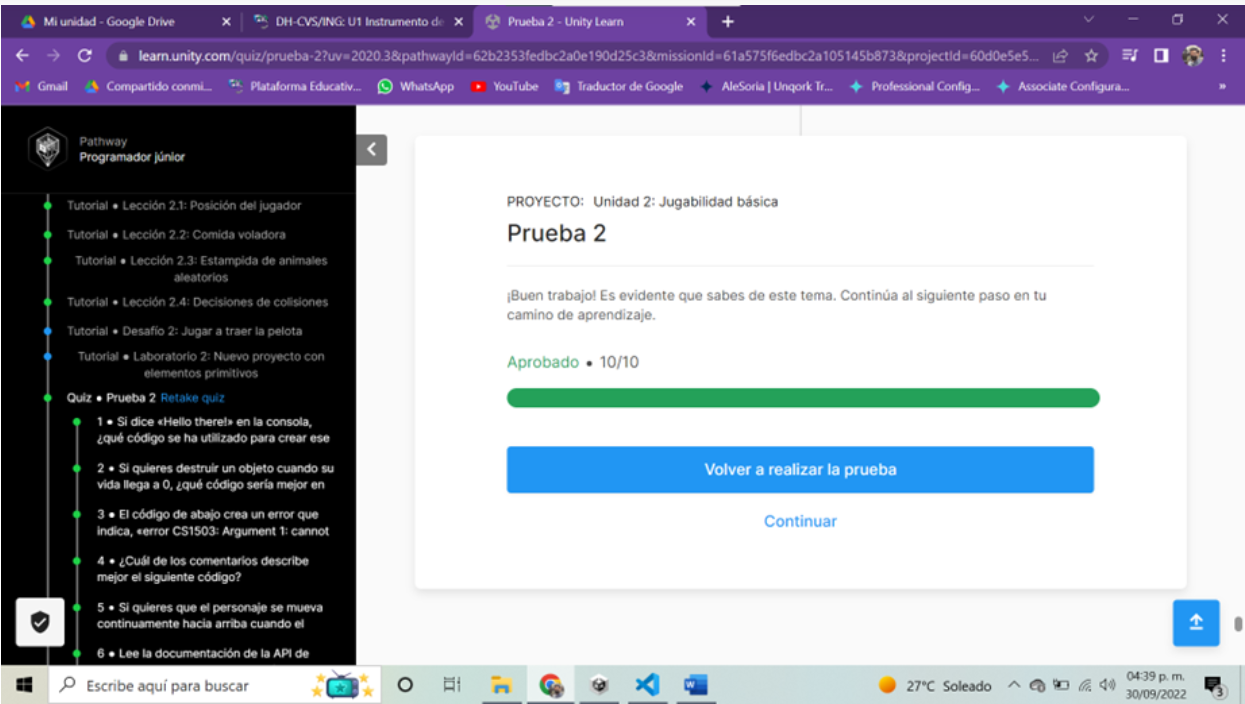 Mi unidad - Google Drive
DH-CVS/ING: U1 Instrumento de
Prueba 2 - Unity Learn
learn.unity.com/quiz/prueba-2?uv=2020.3&pathwayId=62b2353fedbc2a0e190d25c3&missionId=61a575f6edbc2a105145b873&projectId=60d0e5e5...
Gmail
Compartido conmi...
Plataforma Educativ...
WhatsApp
YouTube
Traductor de Google
AleSoria | Unqork Tr...
Professional Config...
Associate Configura...
»
Pathway
Programador júnior
Tutorial • Lección 2.1: Posición del jugador
Tutorial • Lección 2.2: Comida voladora
Tutorial • Lección 2.3: Estampida de animales
aleatorios
Tutorial • Lección 2.4: Decisiones de colisiones
Tutorial • Desafío 2: Jugar a traer la pelota
Tutorial • Laboratorio 2: Nuevo proyecto con
elementos primitivos
Quiz • Prueba 2 Retake quiz
1 • Si dice «Hello there!» en la consola,
¿qué código se ha utilizado para crear ese
2 • Si quieres destruir un objeto cuando su
vida llega a 0, ¿qué código sería mejor en
3 • El código de abajo crea un error que
indica, «error CS1503: Argument 1: cannot
4 • ¿Cuál de los comentarios describe
mejor el siguiente código?
5 • Si quieres que el personaje se mueva
continuamente hacia arriba cuando el
6 • Lee la documentación de la API de
PROYECTO: Unidad 2: Jugabilidad básica
Prueba 2
¡Buen trabajo! Es evidente que sabes de este tema. Continúa al siguiente paso en tu
camino de aprendizaje.
Aprobado • 10/10
Volver a realizar la prueba
Continuar
Escribe aquí para buscar
27°C Soleado
04:39 p. m.
30/09/2022
3